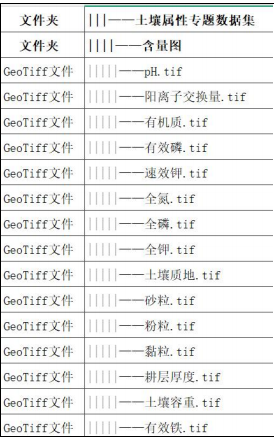 文件夹 |||——土壤属性专题数据集
文件夹 ||||——含量图
GeoTiff文件 |||||——pH.tif
GeoTiff文件 |||||——阳离子交换量.tif
GeoTiff文件 |||||——有机质.tif
GeoTiff文件 |||||——有效磷.tif
GeoTiff文件 |||||——速效钾.tif
GeoTiff文件 |||||——全氮.tif
GeoTiff文件 |||||——全磷.tif
GeoTiff文件 |||||——全钾.tif
GeoTiff文件 |||||——土壤质地.tif
GeoTiff文件 |||||——砂粒.tif
GeoTiff文件 |||||——粉粒.tif
GeoTiff文件 |||||——黏粒.tif
GeoTiff文件 |||||——耕层厚度.tif
GeoTiff文件 |||||——土壤容重.tif
GeoTiff文件 |||||——有效铁.tif